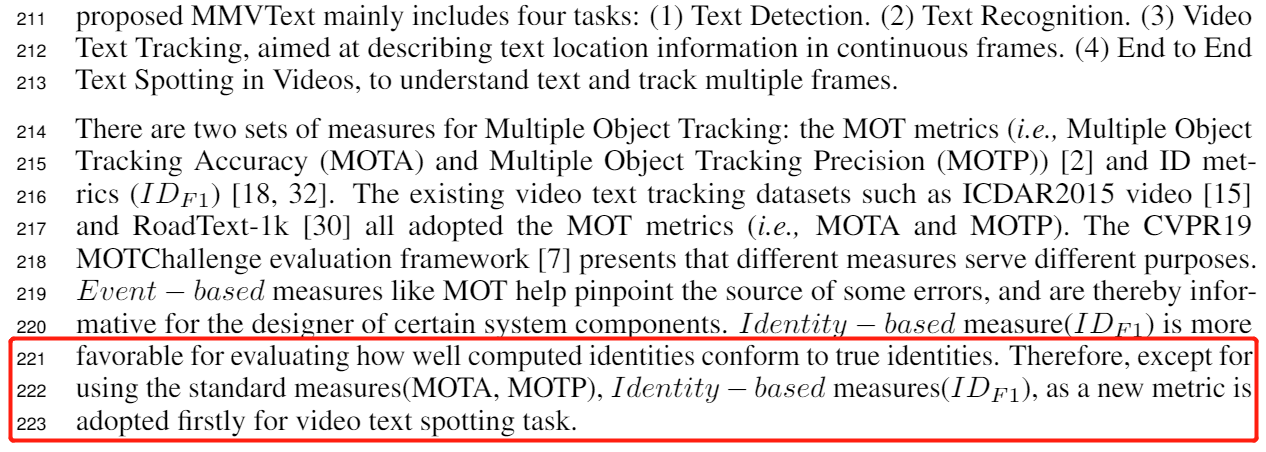 211 proposed MMVText mainly includes four tasks: (1) Text Detection. (2) Text Recognition. (3) Video
212 Text Tracking, aimed at describing text location information in continuous frames. (4) End to End
213 Text Spotting in Videos, to understand text and track multiple frames.
214 There are two sets of measures for Multiple Object Tracking: the MOT metrics (i.e., Multiple Object
215 Tracking Accuracy (MOTA) and Multiple Object Tracking Precision (MOTP)) [2] and ID met-
216 rics (ID_{F1}) [18, 32]. The existing video text tracking datasets such as ICDAR2015 video [15]
217 and RoadText-1k [30] all adopted the MOT metrics (i.e., MOTA and MOTP). The CVPR19
218 MOTChallenge evaluation framework [7] presents that different measures serve different purposes.
219 Event − based measures like MOT help pinpoint the source of some errors, and are thereby infor-
220 mative for the designer of certain system components. Identity − based measure(ID_{F1}) is more
221 favorable for evaluating how well computed identities conform to true identities. Therefore, except for
222 using the standard measures(MOTA, MOTP), Identity − based measures(ID_{F1}), as a new metric is
223 adopted firstly for video text spotting task.